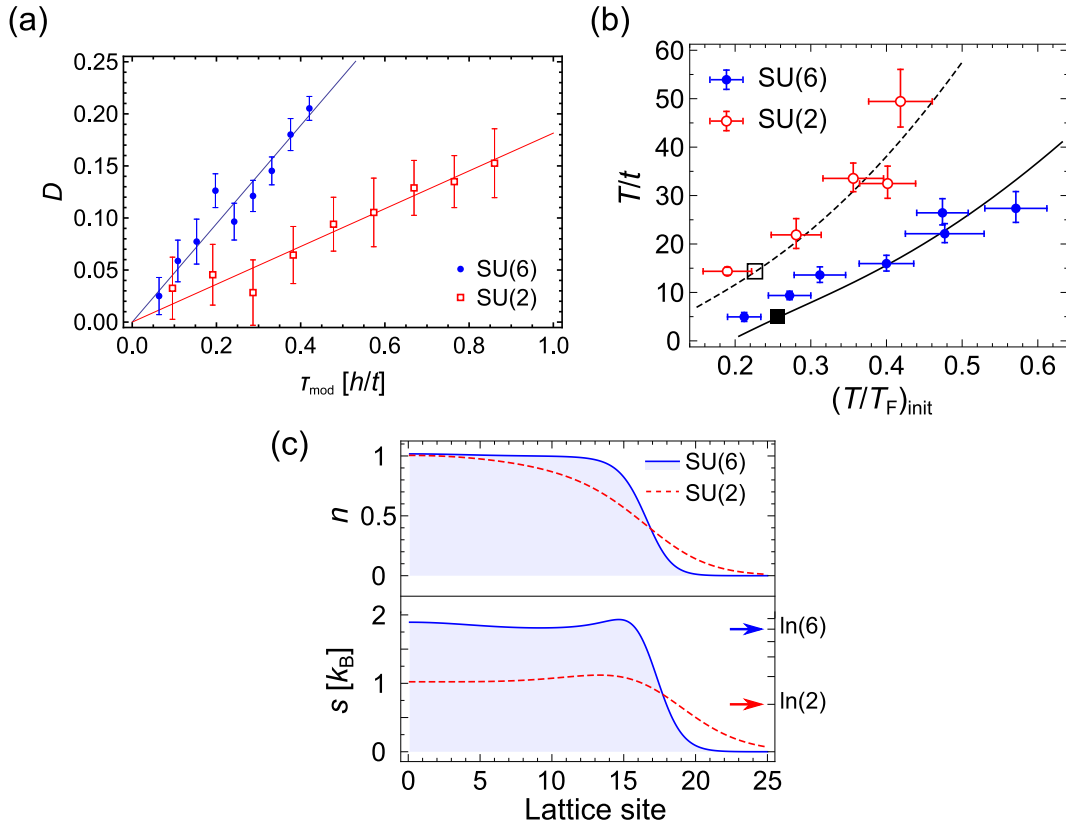 (a)
0.25
0.20
0.15
0.10
0.05
0.00
D
SU(6)
SU(2)
0.0 0.2 0.4 0.6 0.8 1.0
τmod [h/t]
(b)
60
50
40
30
20
10
0
T/t
SU(6)
SU(2)
0.2 0.3 0.4 0.5 0.6
(T/TF)init
(c)
1
0.5
0
n
SU(6)
SU(2)
2
1
0
s [kB]
ln(6)
ln(2)
0 5 10 15 20 25
Lattice site